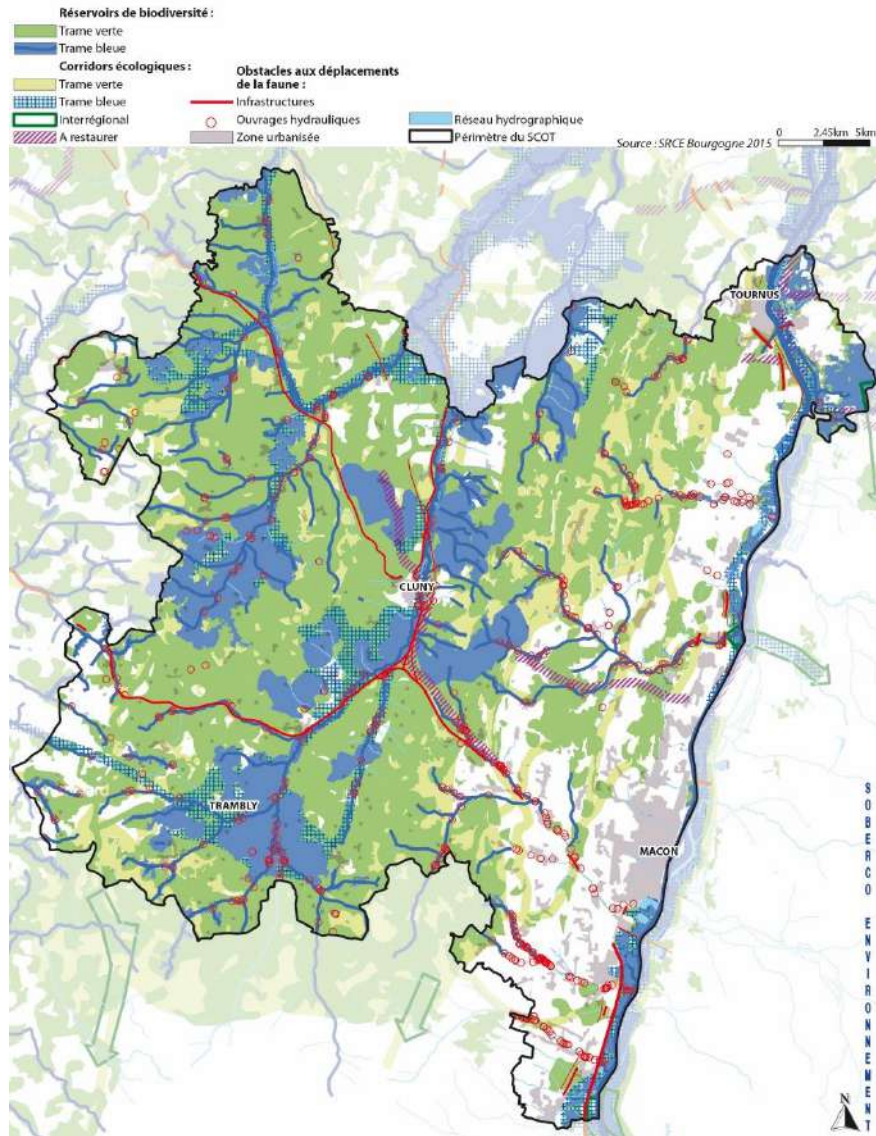 Réservoirs de biodiversité :
Trame verte
Trame bleue
Corridors écologiques :
Trame verte
Trame bleue
Interrégional
A restaurer
Obstacles aux déplacements
de la faune :
Infrastructures
Ouvrages hydrauliques
Zone urbanisée
Réseau hydrographique
Périmètre du SCOT
Source : SRCE Bourgogne 2015
0 2,45km 5km
TOURNUS
CLUNY
TRAMBLY
MACON
SOBERCO ENVIRONNEMENT
N